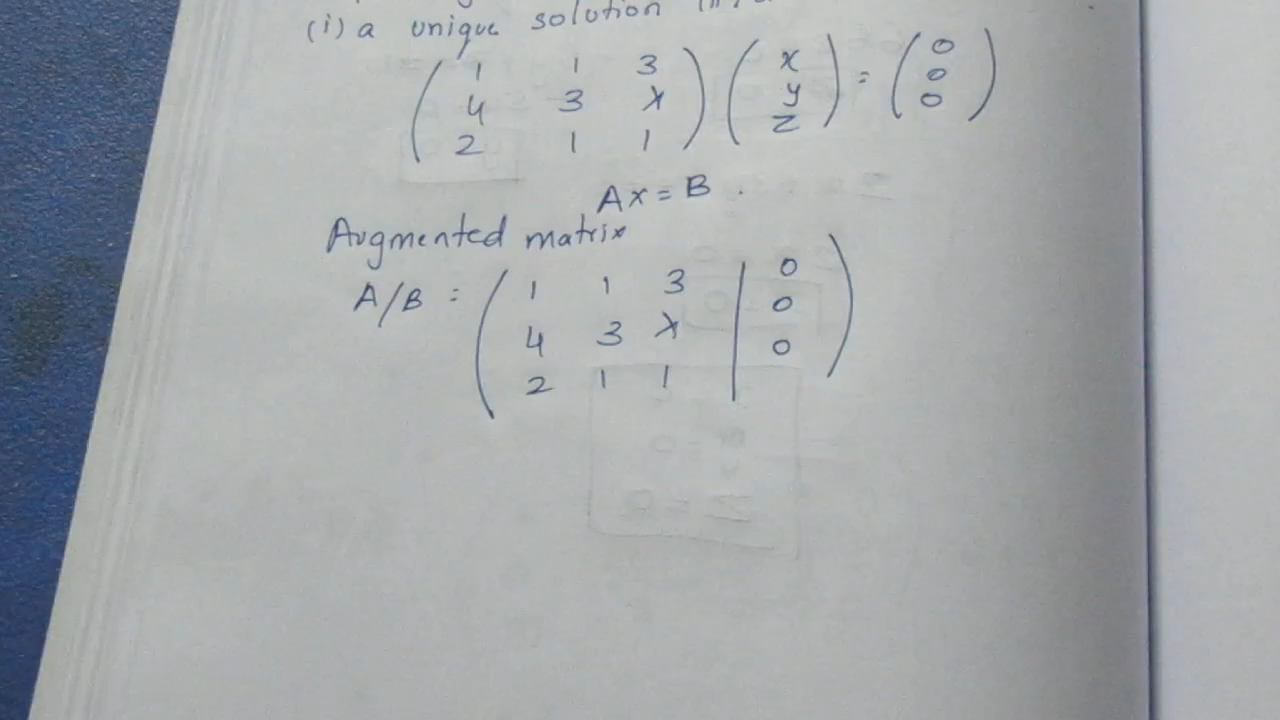 (i) a unique solution
( 1 1 3 ) ( x ) = ( 0 )
( 4 3 λ ) ( y ) ( 0 )
( 2 1 1 ) ( z ) ( 0 )
AX = B .
Augmented matrix
A/B = ( 1 1 3 | 0 )
( 4 3 λ | 0 )
( 2 1 1 | 0 )